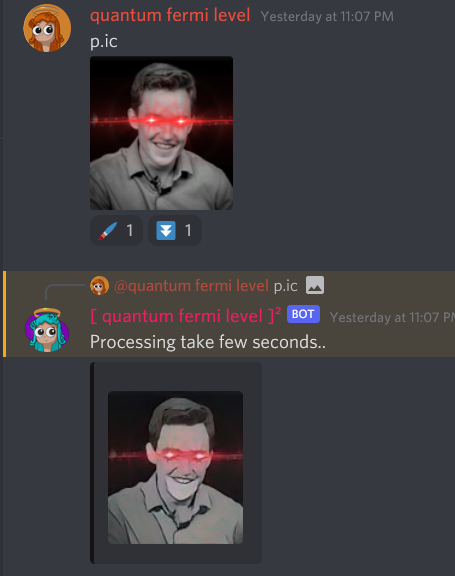 quantum fermi level Yesterday at 11:07 PM
p.ic
1 1
@quantum fermi level p.ic
[ quantum fermi level ]² BOT Yesterday at 11:07 PM
Processing take few seconds..